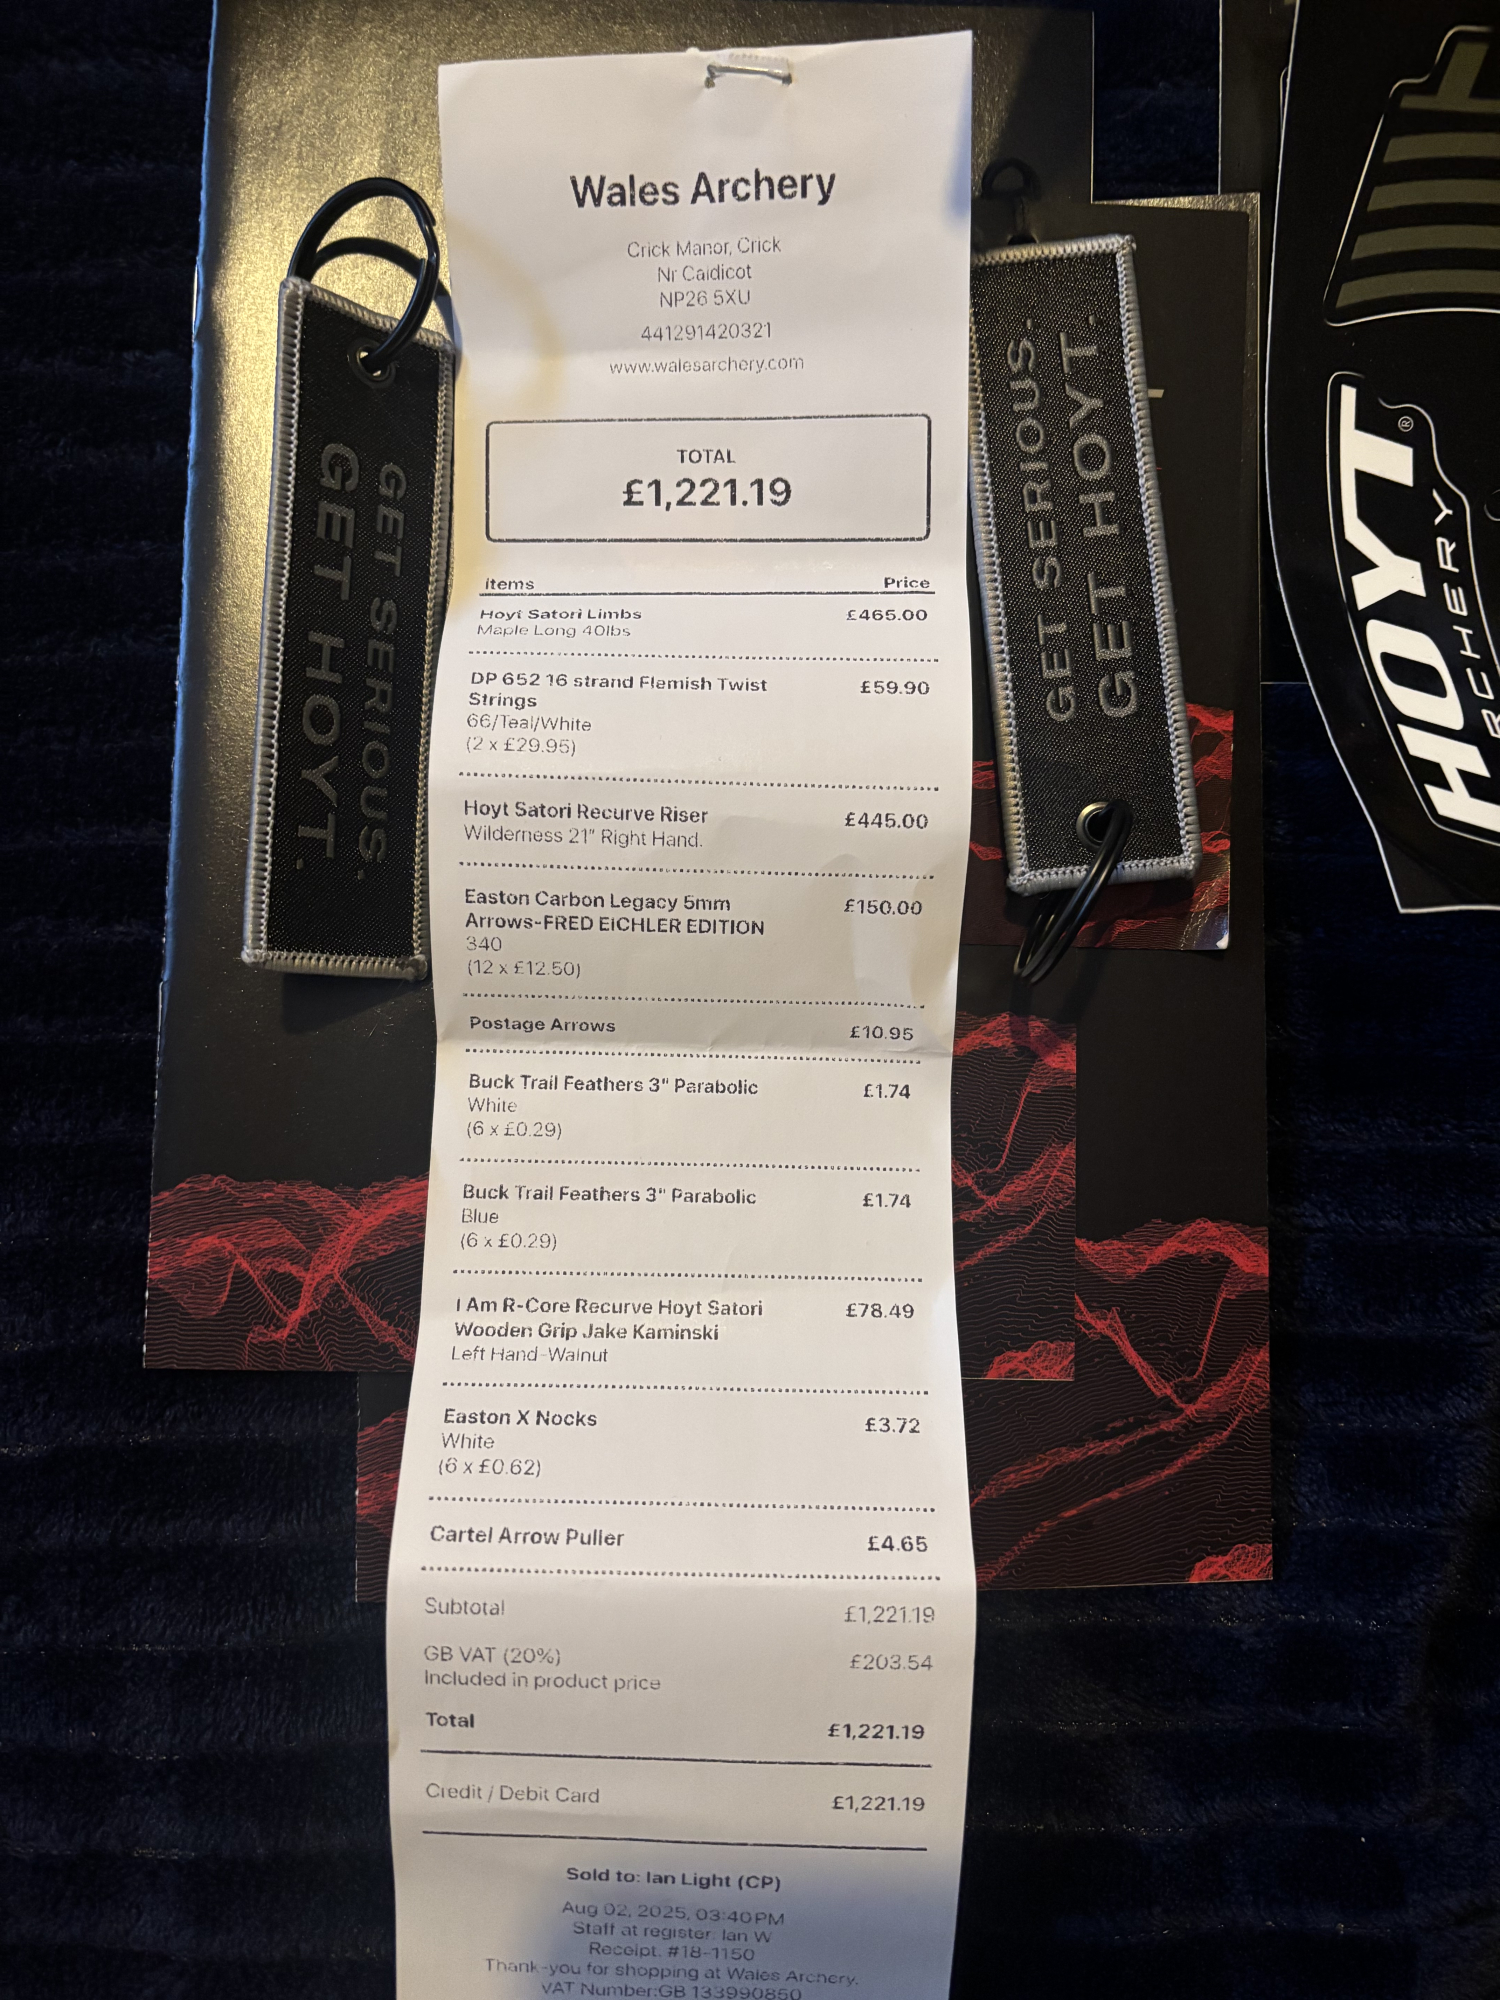 Wales Archery
Crick Manor, Crick
Nr Caldicot
NP26 5XU
441291420321
www.walesarchery.com
TOTAL
£1,221.19
Items Price
Hoyt Satori Limbs £465.00
Maple Long 40lbs
DP 652 16 strand Flemish Twist £59.90
Strings
66/Teal/White
(2 x £29.95)
Hoyt Satori Recurve Riser £445.00
Wilderness 21" Right Hand.
Easton Carbon Legacy 5mm £150.00
Arrows-FRED EICHLER EDITION
340
(12 x £12.50)
Postage Arrows £10.95
Buck Trail Feathers 3" Parabolic £1.74
White
(6 x £0.29)
Buck Trail Feathers 3" Parabolic £1.74
Blue
(6 x £0.29)
I Am R-Core Recurve Hoyt Satori £78.49
Wooden Grip Jake Kaminski
Left Hand-Walnut
Easton X Nocks £3.72
White
(6 x £0.62)
Cartel Arrow Puller £4.65
Subtotal £1,221.19
GB VAT (20%) £203.54
Included in product price
Total £1,221.19
Credit / Debit Card £1,221.19
Sold to: Ian Light (CP)
Aug 02, 2025, 03:40PM
Staff at register: Ian W
Receipt. #18-1150
Thank-you for shopping at Wales Archery.
VAT Number:GB 133990850
GET SERIOUS.
GET HOYT.
GET SERIOUS.
GET HOYT.
HOYT®
ARCHERY